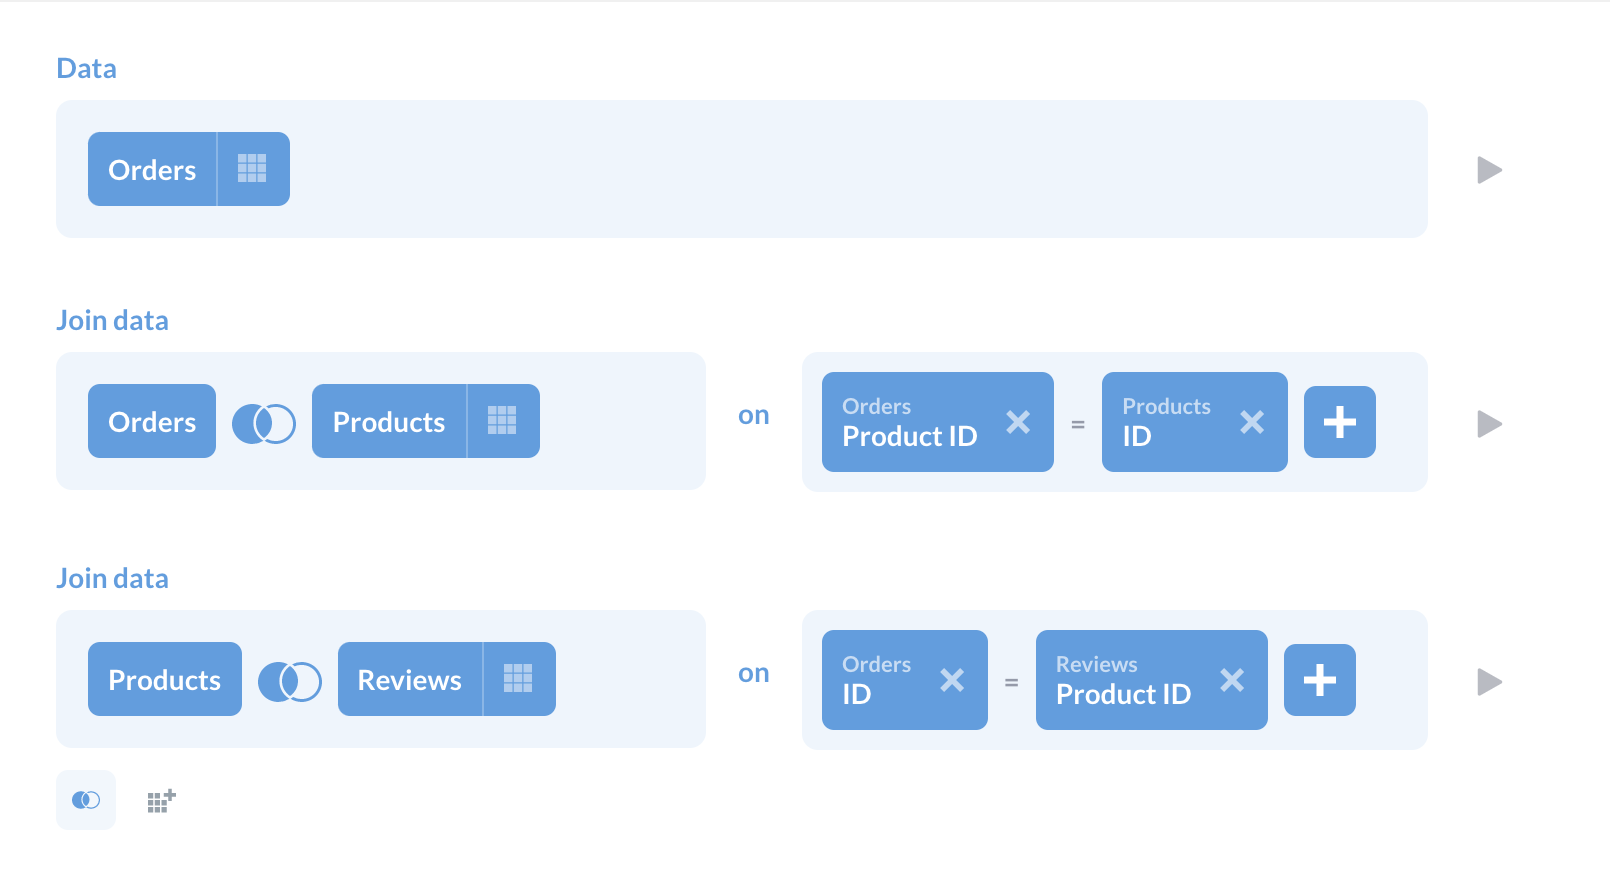 Data
Orders
Join data
Orders Products on Orders Product ID = Products ID +
Join data
Products Reviews on Orders ID = Reviews Product ID +